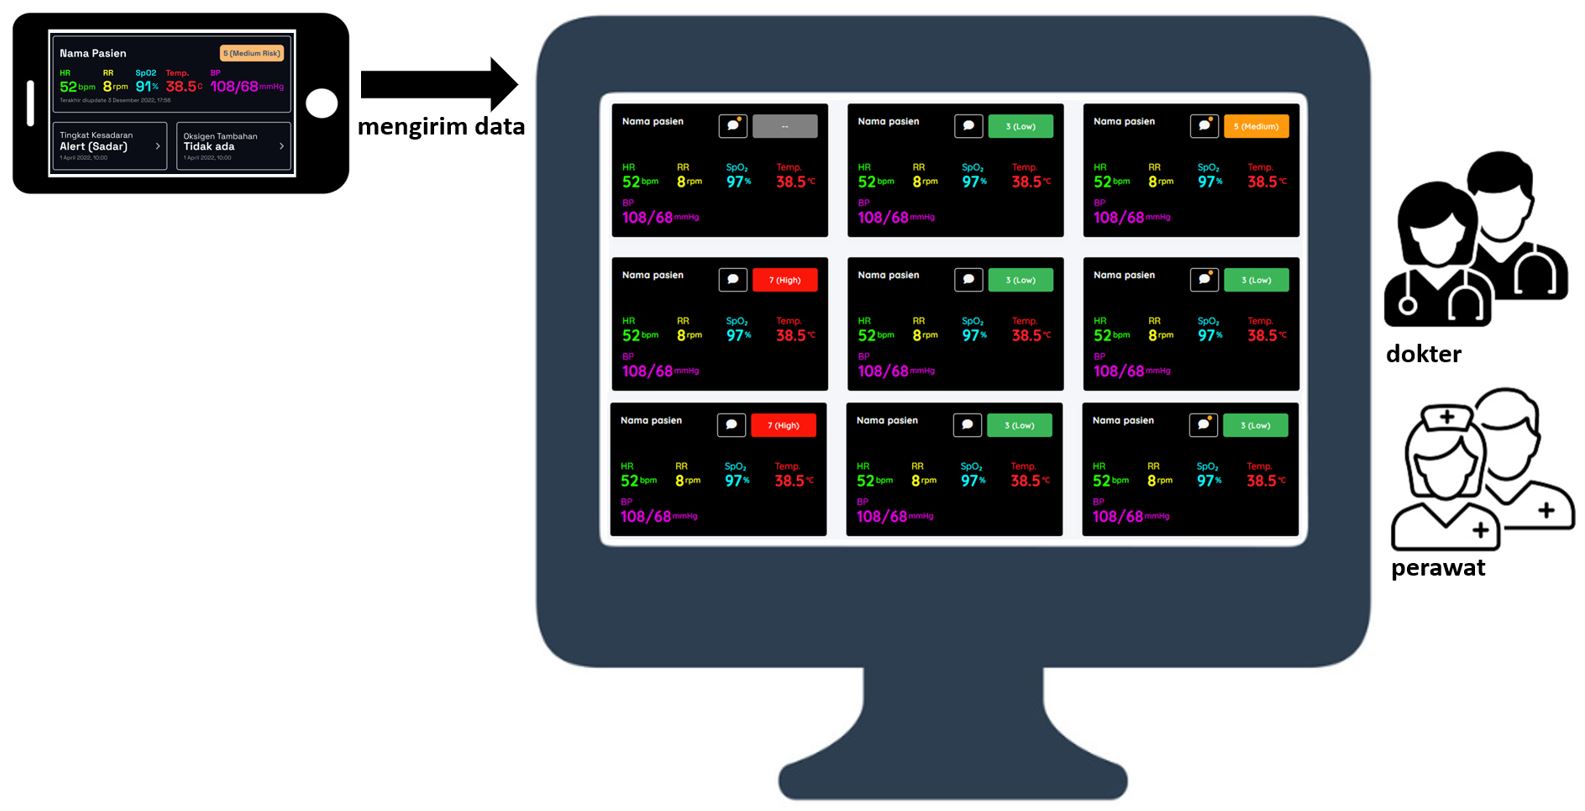 Nama Pasien
5 (Medium Risk)
HR RR SpO2 Temp. BP
52 bpm 8 rpm 91 % 38.5 C 108/68 mmHg
Terakhir diupdate 3 Desember 2022, 17:56
Tingkat Kesadaran
Alert (Sadar)
1 April 2022, 10:00
Oksigen Tambahan
Tidak ada
1 April 2022, 10:00
mengirim data
Nama pasien --
HR RR SpO₂ Temp.
52 bpm 8 rpm 97 % 38.5 °C
BP
108/68 mmHg
Nama pasien 3 (Low)
HR RR SpO₂ Temp.
52 bpm 8 rpm 97 % 38.5 °C
BP
108/68 mmHg
Nama pasien 5 (Medium)
HR RR SpO₂ Temp.
52 bpm 8 rpm 97 % 38.5 °C
BP
108/68 mmHg
Nama pasien 7 (High)
HR RR SpO₂ Temp.
52 bpm 8 rpm 97 % 38.5 °C
BP
108/68 mmHg
Nama pasien 3 (Low)
HR RR SpO₂ Temp.
52 bpm 8 rpm 97 % 38.5 °C
BP
108/68 mmHg
Nama pasien 3 (Low)
HR RR SpO₂ Temp.
52 bpm 8 rpm 97 % 38.5 °C
BP
108/68 mmHg
Nama pasien 7 (High)
HR RR SpO₂ Temp.
52 bpm 8 rpm 97 % 38.5 °C
BP
108/68 mmHg
Nama pasien 3 (Low)
HR RR SpO₂ Temp.
52 bpm 8 rpm 97 % 38.5 °C
BP
108/68 mmHg
Nama pasien 3 (Low)
HR RR SpO₂ Temp.
52 bpm 8 rpm 97 % 38.5 °C
BP
108/68 mmHg
dokter
perawat